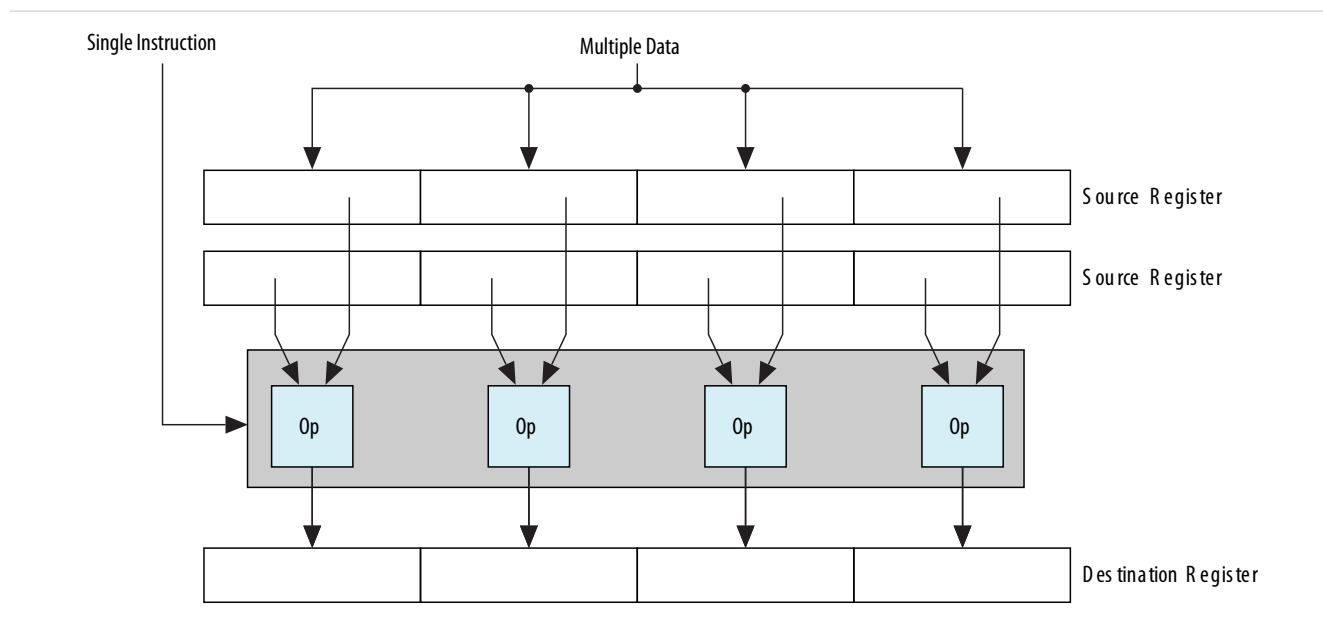 Single Instruction
Multiple Data
Source Register
Source Register
Op Op Op Op
Destination Register